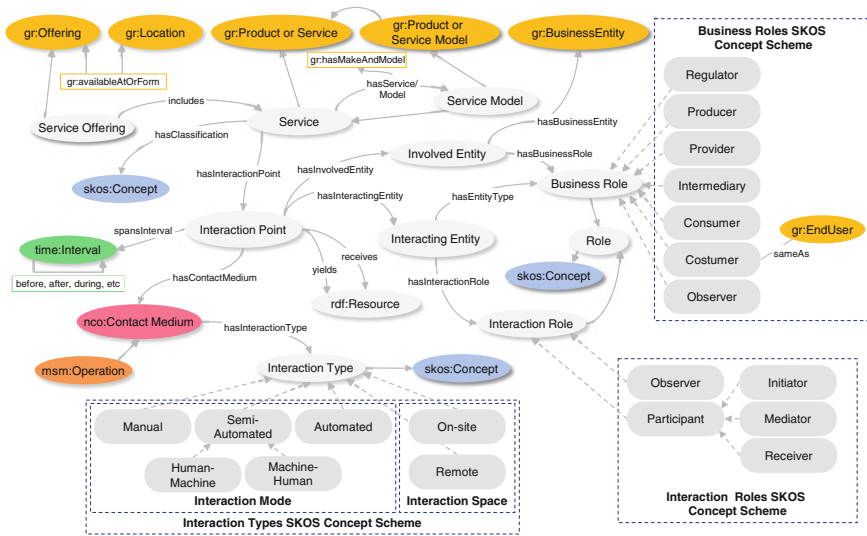 gr:Offering
gr:Location
gr:Product or Service
gr:Product or
Service Model
gr:BusinessEntity
Business Roles SKOS
Concept Scheme
gr:availableAtOrForm
gr:hasMakeAndModel
Regulator
includes
hasService/
Model
Service Model
Producer
Service Offering
Service
hasBusinessEntity
Provider
hasClassification
Involved Entity
hasBusinessRole
hasInteractionPoint
hasInvolvedEntity
skos:Concept
Business Role
Intermediary
hasInteractingEntity
hasEntityType
Consumer
gr:EndUser
spansInterval
Interaction Point
Interacting Entity
Role
time:Interval
receives
Costumer
sameAs
hasContactMedium
yields
hasInteractionRole
skos:Concept
before, after, during, etc
rdf:Resource
Observer
nco:Contact Medium
hasInteractionType
Interaction Role
msm:Operation
Interaction Type
skos:Concept
Observer
Initiator
Manual
Semi-
Automated
Automated
On-site
Participant
Mediator
Human-
Machine
Machine-
Human
Remote
Receiver
Interaction Mode
Interaction Space
Interaction Roles SKOS
Concept Scheme
Interaction Types SKOS Concept Scheme